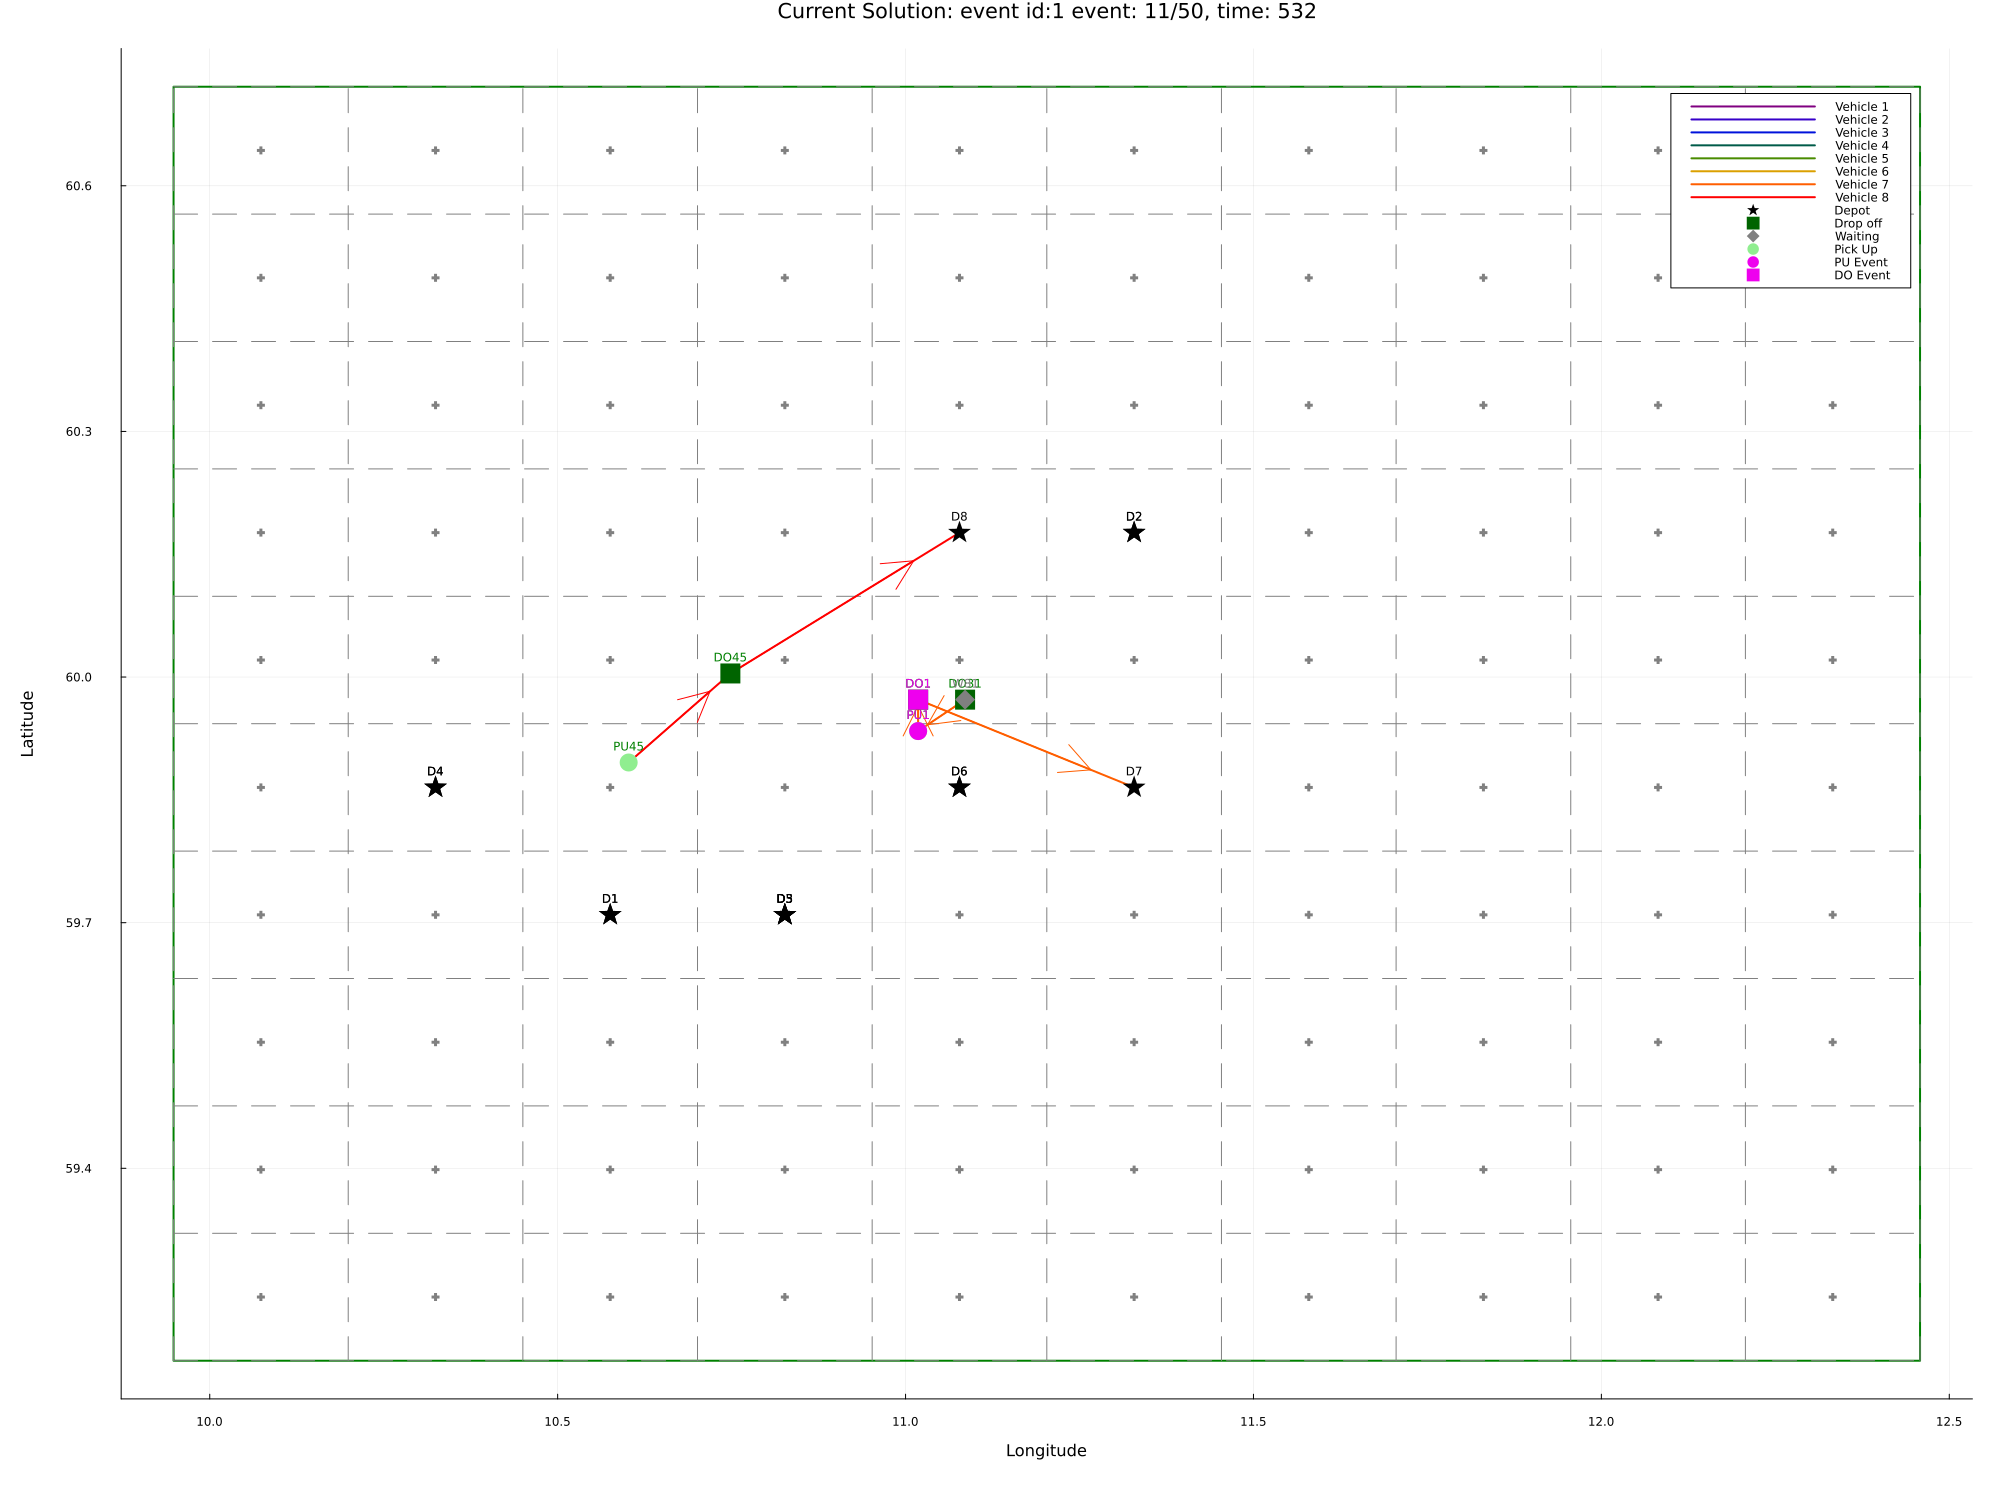 Current Solution: event id:1 event: 11/50, time: 532
Vehicle 1
Vehicle 2
Vehicle 3
Vehicle 4
Vehicle 5
Vehicle 6
Vehicle 7
Vehicle 8
Depot
Drop off
Waiting
Pick Up
PU Event
DO Event
60.6
60.3
60.0
59.7
59.4
Latitude
D8
D2
DO45
DO1
DO31
PU1
PU45
D4
D6
D7
D1
10.0
10.5
11.0
11.5
12.0
12.5
Longitude